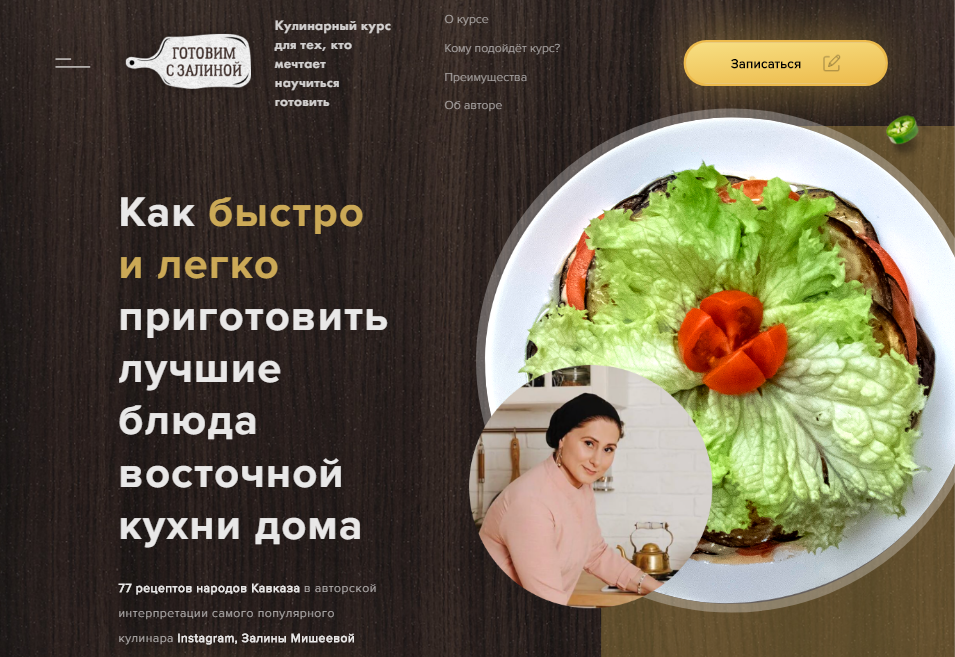 ГОТОВИМ
С ЗАЛИНОЙ
Кулинарный курс
для тех, кто
мечтает
научиться
готовить
О курсе
Кому подойдёт курс?
Преимущества
Об авторе
Записаться
Как быстро
и легко
приготовить
лучшие
блюда
восточной
кухни дома
77 рецептов народов Кавказа в авторской
интерпретации самого популярного
кулинара Instagram, Залины Мишеевой